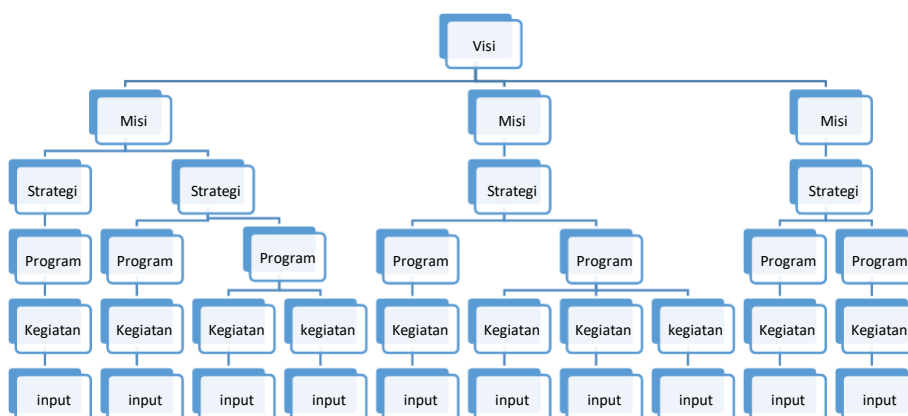 Visi
Misi Misi Misi
Strategi Strategi Strategi Strategi
Program Program Program Program Program Program Program
Kegiatan Kegiatan Kegiatan kegiatan Kegiatan Kegiatan Kegiatan kegiatan Kegiatan Kegiatan
input input input input input input input input input input